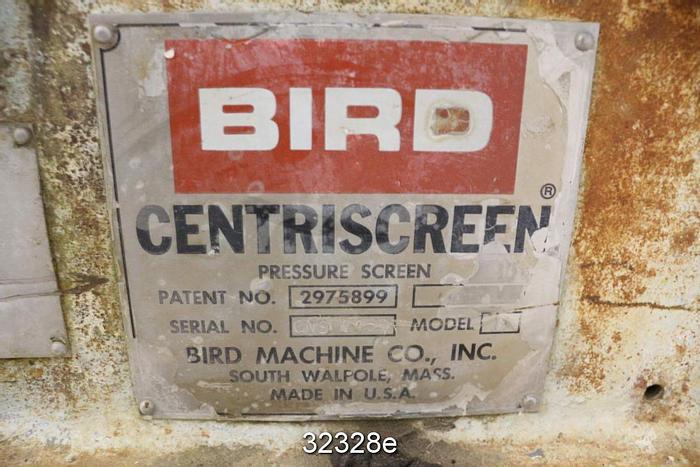 BIRD
CENTRISCREEN®
PRESSURE SCREEN
PATENT NO. 2975899
SERIAL NO. MODEL
BIRD MACHINE CO., INC.
SOUTH WALPOLE, MASS.
MADE IN U.S.A.
32328e